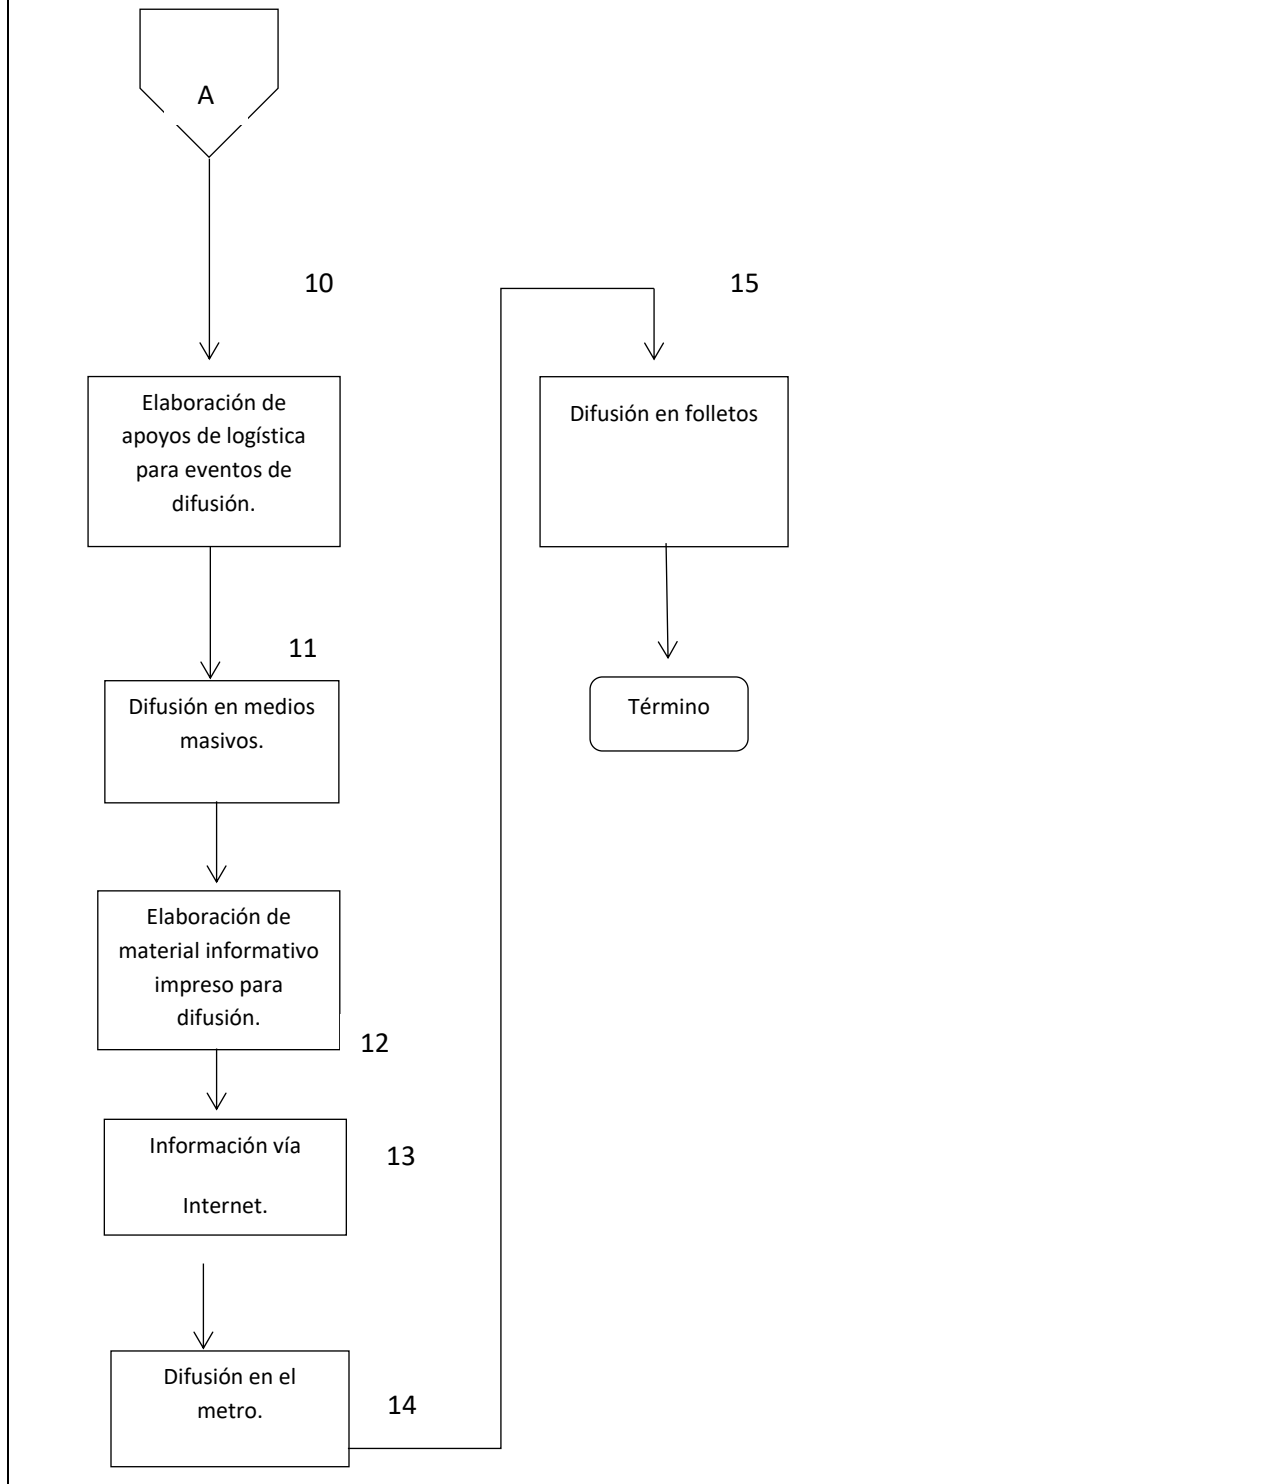 A
10
Elaboración de
apoyos de logística
para eventos de
difusión.
11
Difusión en medios
masivos.
Elaboración de
material informativo
impreso para
difusión.
12
Información vía
Internet.
13
Difusión en el
metro.
14
15
Difusión en folletos
Término